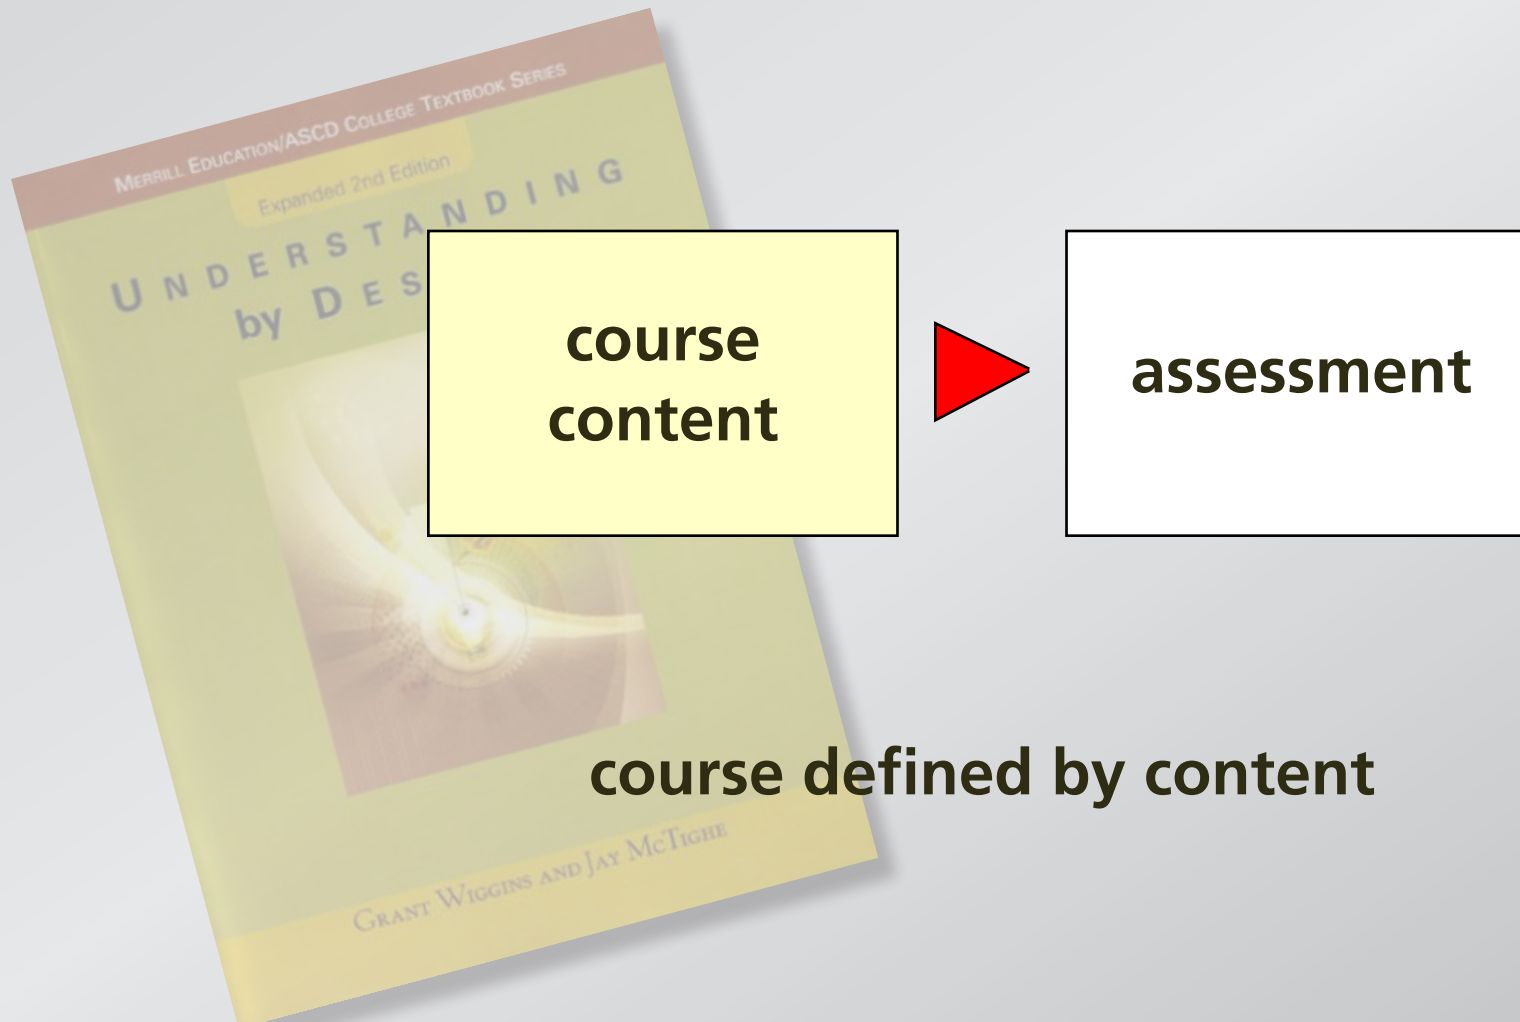 MERRILL EDUCATION/ASCD COLLEGE TEXTBOOK SERIES
Expanded 2nd Edition
UNDERSTANDING
by DES
course
content
assessment
course defined by content
GRANT WIGGINS AND JAY MCTIGHE